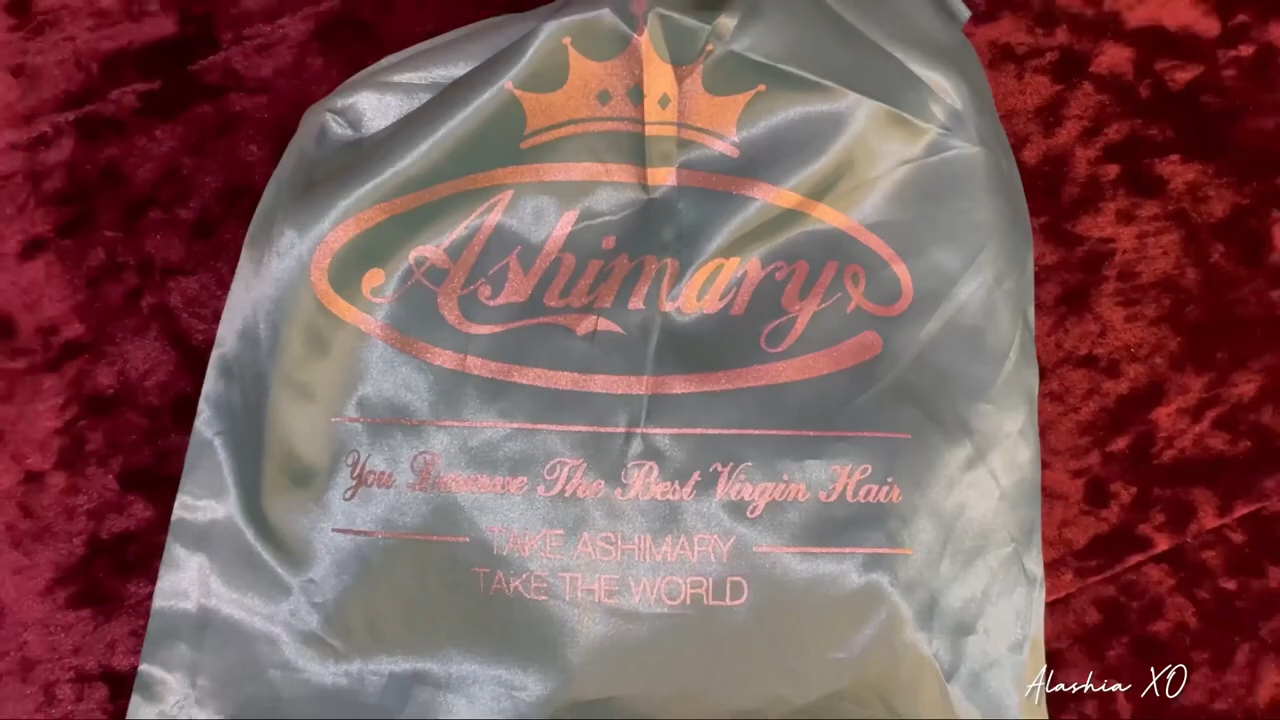 Ashimary
You Deserve The Best Virgin Hair
TAKE ASHIMARY
TAKE THE WORLD
Alashia XO